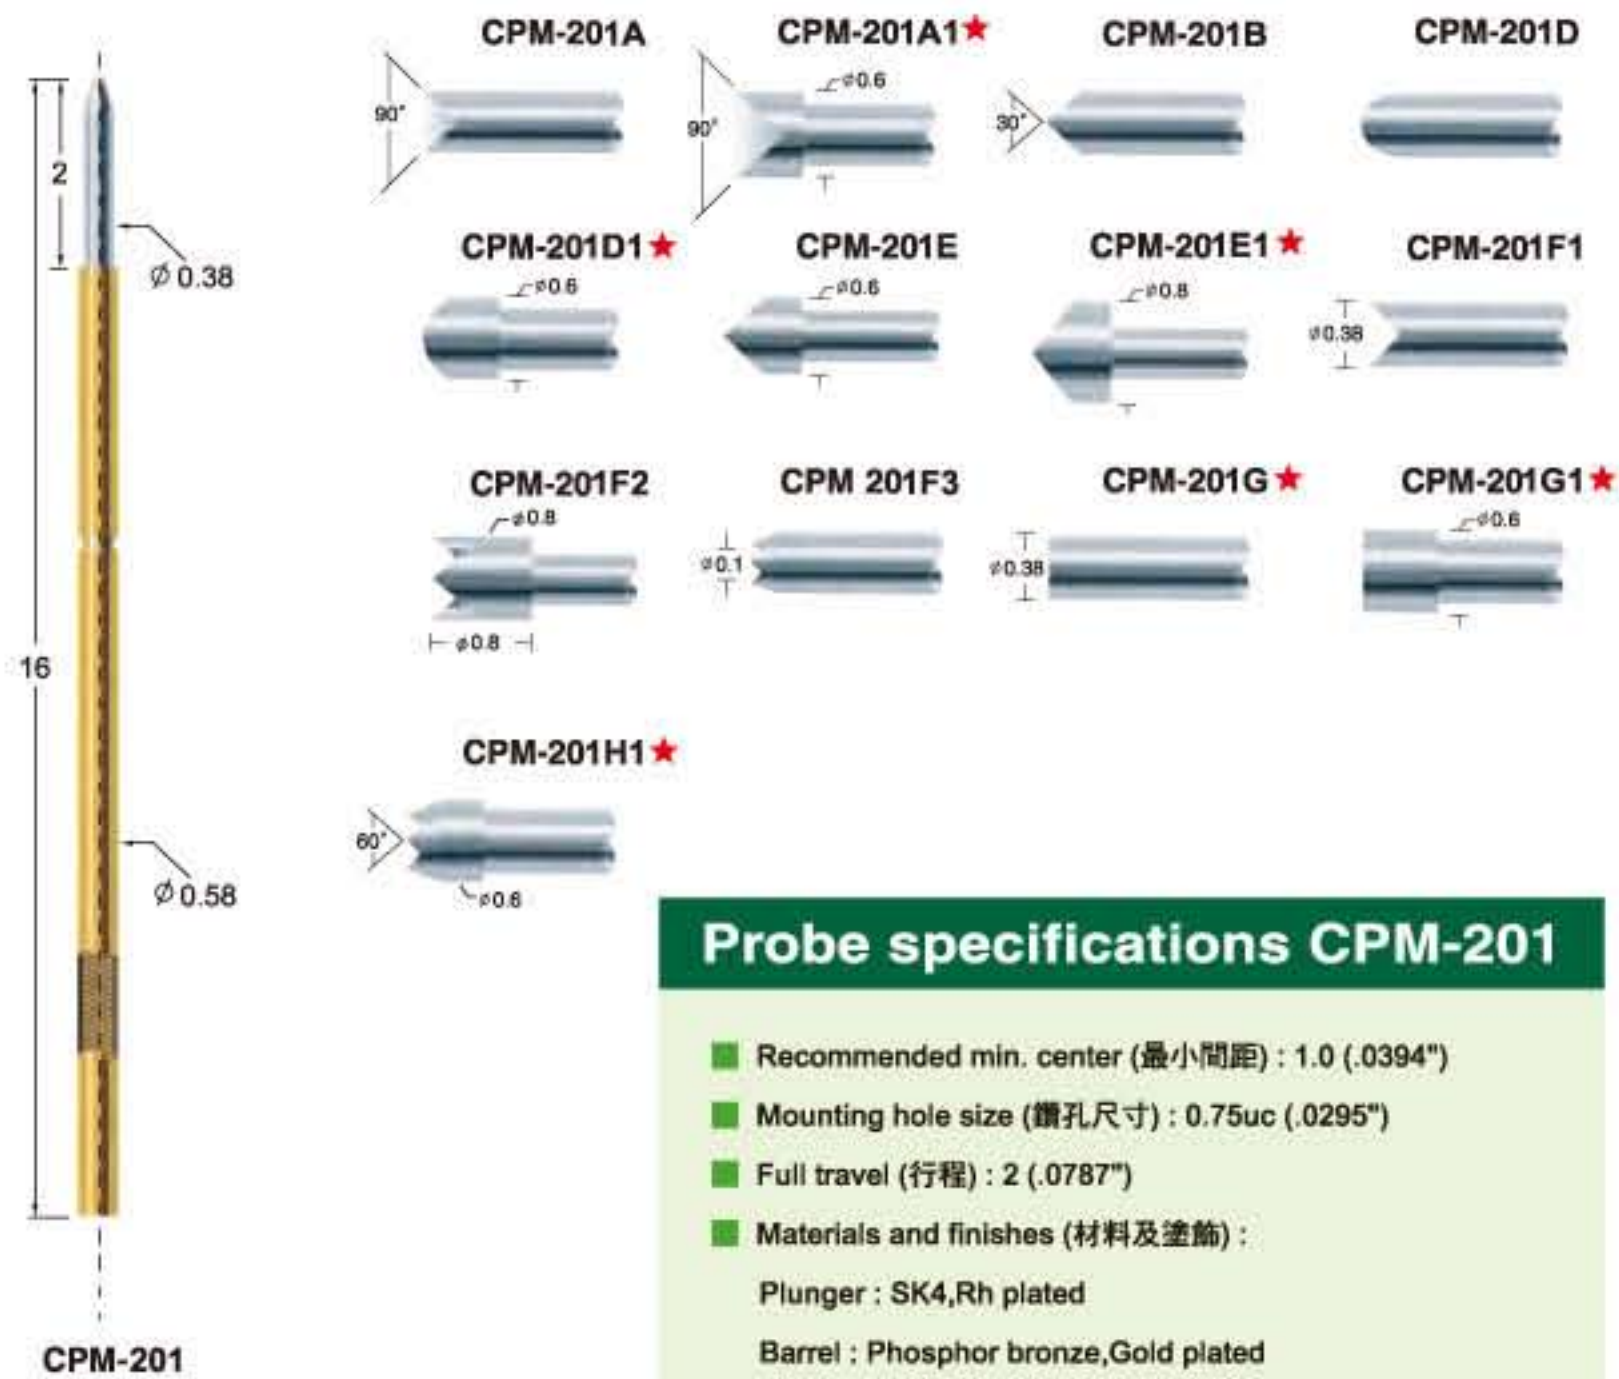 CPM-201A
CPM-201A1★
CPM-201B
CPM-201D
90°
90°
ø0.6
30°
2
ø 0.38
CPM-201D1★
CPM-201E
CPM-201E1★
CPM-201F1
ø0.6
ø0.6
ø0.8
ø0.38
CPM-201F2
CPM 201F3
CPM-201G★
CPM-201G1★
ø0.8
ø0.8
ø0.1
ø0.38
ø0.6
16
CPM-201H1★
60°
ø0.6
ø 0.58
CPM-201
Probe specifications CPM-201
Recommended min. center (最小間距) : 1.0 (.0394")
Mounting hole size (鑽孔尺寸) : 0.75uc (.0295")
Full travel (行程) : 2 (.0787")
Materials and finishes (材料及塗飾) :
Plunger : SK4,Rh plated
Barrel : Phosphor bronze,Gold plated